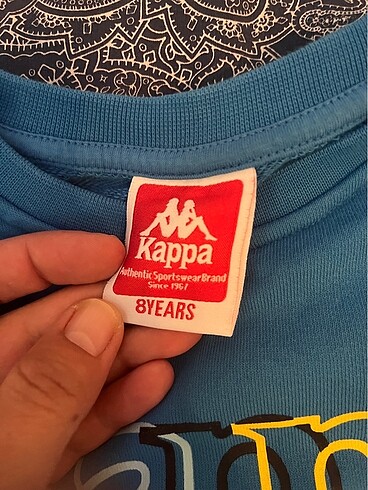 Kappa
Authentic Sportswear Brand
Since 1967
8YEARS